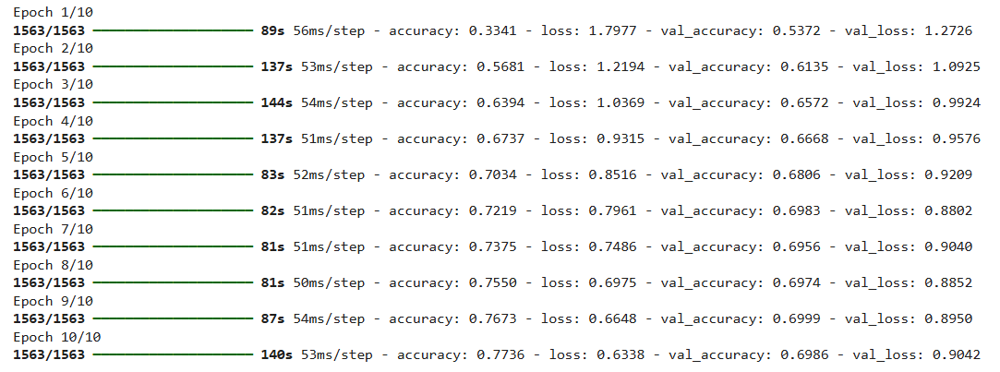 Epoch 1/10
1563/1563 ━━━━━━━━━━━━━━━━━━━━ 89s 56ms/step - accuracy: 0.3341 - loss: 1.7977 - val_accuracy: 0.5372 - val_loss: 1.2726
Epoch 2/10
1563/1563 ━━━━━━━━━━━━━━━━━━━━ 137s 53ms/step - accuracy: 0.5681 - loss: 1.2194 - val_accuracy: 0.6135 - val_loss: 1.0925
Epoch 3/10
1563/1563 ━━━━━━━━━━━━━━━━━━━━ 144s 54ms/step - accuracy: 0.6394 - loss: 1.0369 - val_accuracy: 0.6572 - val_loss: 0.9924
Epoch 4/10
1563/1563 ━━━━━━━━━━━━━━━━━━━━ 137s 51ms/step - accuracy: 0.6737 - loss: 0.9315 - val_accuracy: 0.6668 - val_loss: 0.9576
Epoch 5/10
1563/1563 ━━━━━━━━━━━━━━━━━━━━ 83s 52ms/step - accuracy: 0.7034 - loss: 0.8516 - val_accuracy: 0.6806 - val_loss: 0.9209
Epoch 6/10
1563/1563 ━━━━━━━━━━━━━━━━━━━━ 82s 51ms/step - accuracy: 0.7219 - loss: 0.7961 - val_accuracy: 0.6983 - val_loss: 0.8802
Epoch 7/10
1563/1563 ━━━━━━━━━━━━━━━━━━━━ 81s 51ms/step - accuracy: 0.7375 - loss: 0.7486 - val_accuracy: 0.6956 - val_loss: 0.9040
Epoch 8/10
1563/1563 ━━━━━━━━━━━━━━━━━━━━ 81s 50ms/step - accuracy: 0.7550 - loss: 0.6975 - val_accuracy: 0.6974 - val_loss: 0.8852
Epoch 9/10
1563/1563 ━━━━━━━━━━━━━━━━━━━━ 87s 54ms/step - accuracy: 0.7673 - loss: 0.6648 - val_accuracy: 0.6999 - val_loss: 0.8950
Epoch 10/10
1563/1563 ━━━━━━━━━━━━━━━━━━━━ 140s 53ms/step - accuracy: 0.7736 - loss: 0.6338 - val_accuracy: 0.6986 - val_loss: 0.9042